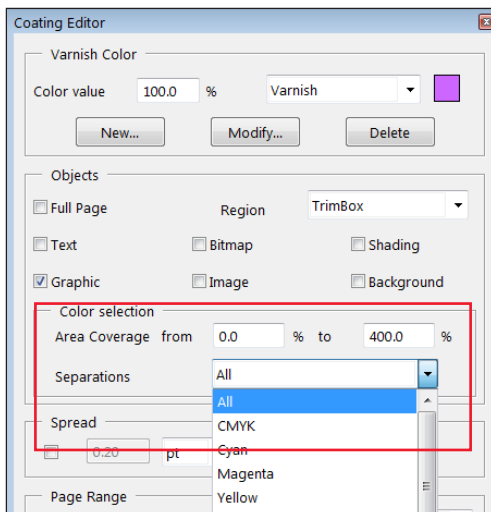 Coating Editor
Varnish Color
Color value 100.0 % Varnish
New... Modify... Delete
Objects
Full Page Region TrimBox
Text Bitmap Shading
Graphic Image Background
Color selection
Area Coverage from 0.0 % to 400.0 %
Separations All
All
Spread
CMYK
0.20 pt Cyan
Magenta
Page Range Yellow